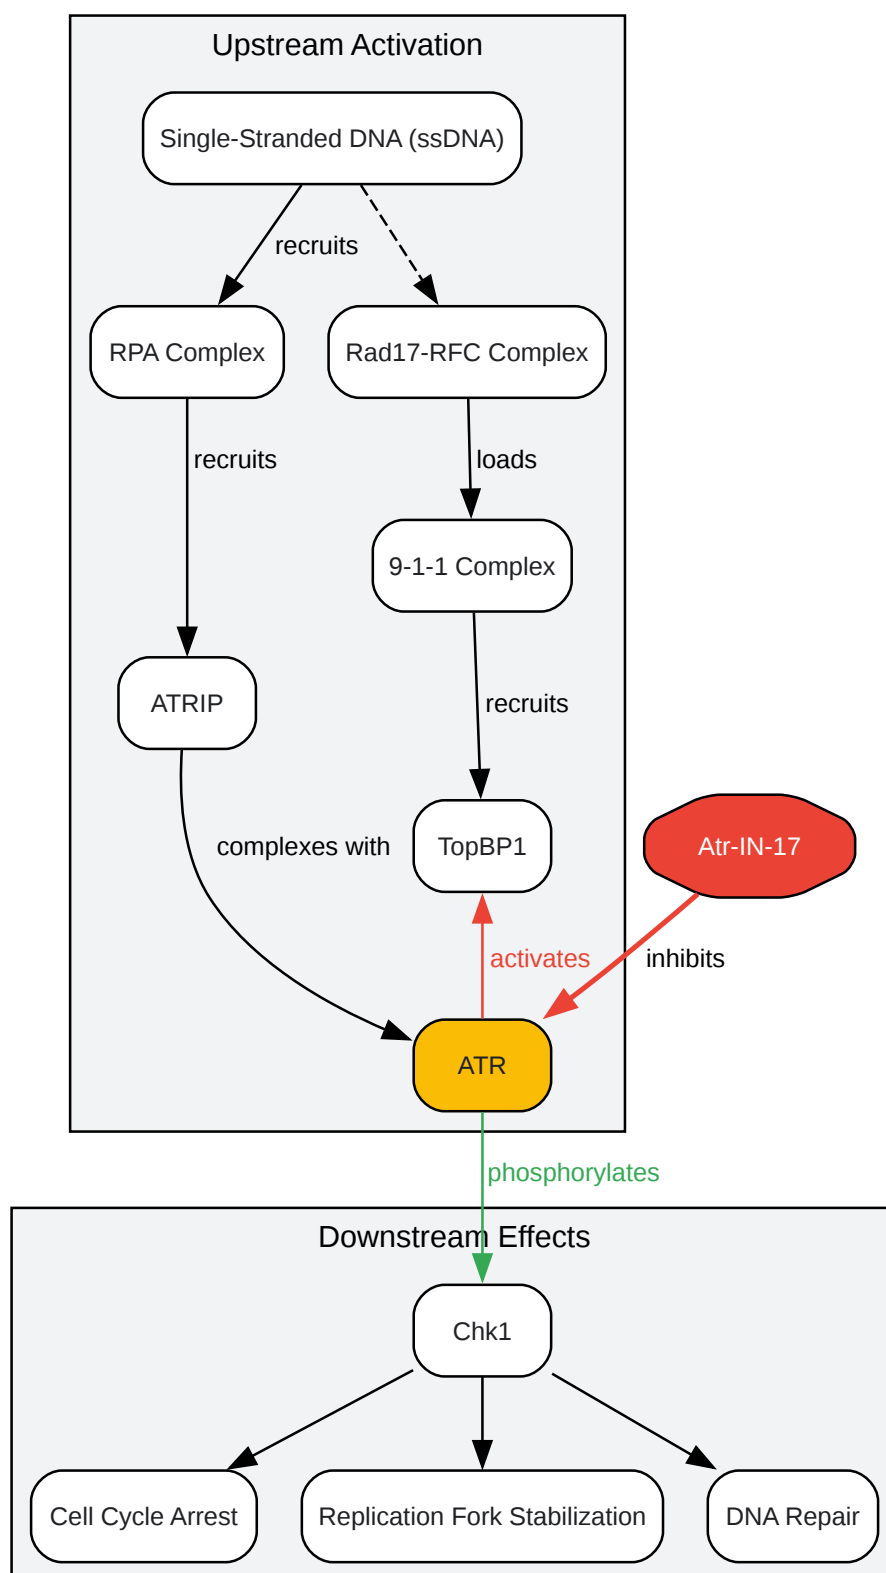 Upstream Activation
Single-Stranded DNA (ssDNA)
recruits
RPA Complex
Rad17-RFC Complex
recruits
loads
9-1-1 Complex
ATRIP
recruits
complexes with
TopBP1
Atr-IN-17
activates
inhibits
ATR
phosphorylates
Downstream Effects
Chk1
Cell Cycle Arrest
Replication Fork Stabilization
DNA Repair